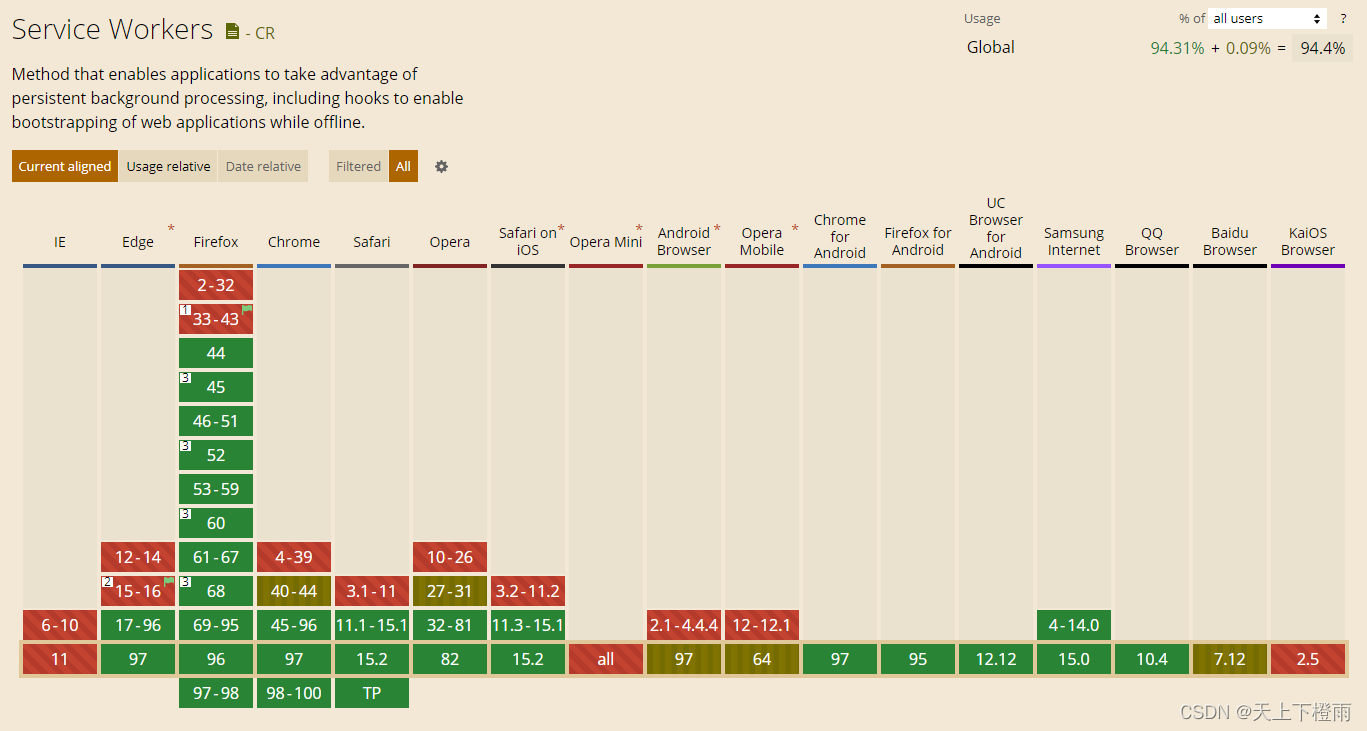 Service Workers - CR
Usage % of all users ?
Global 94.31% + 0.09% = 94.4%
Method that enables applications to take advantage of
persistent background processing, including hooks to enable
bootstrapping of web applications while offline.
Current aligned Usage relative Date relative Filtered All
IE
Edge *
Firefox
Chrome
Safari
Opera
Safari on *
iOS
Opera Mini *
Android *
Browser
Opera *
Mobile
Chrome
for
Android
Firefox for
Android
UC
Browser
for
Android
Samsung
Internet
QQ
Browser
Baidu
Browser
KaiOS
Browser
2-32
1 33-43
44
3 45
46-51
3 52
53-59
3 60
12-14 61-67 4-39 10-26
2 15-16 3 68 40-44 3.1-11 27-31 3.2-11.2
6-10 17-96 69-95 45-96 11.1-15.1 32-81 11.3-15.1 2.1-4.4.4 12-12.1 4-14.0
11 97 96 97 15.2 82 15.2 all 97 64 97 95 12.12 15.0 10.4 7.12 2.5
97-98 98-100 TP
CSDN @天上下橙雨